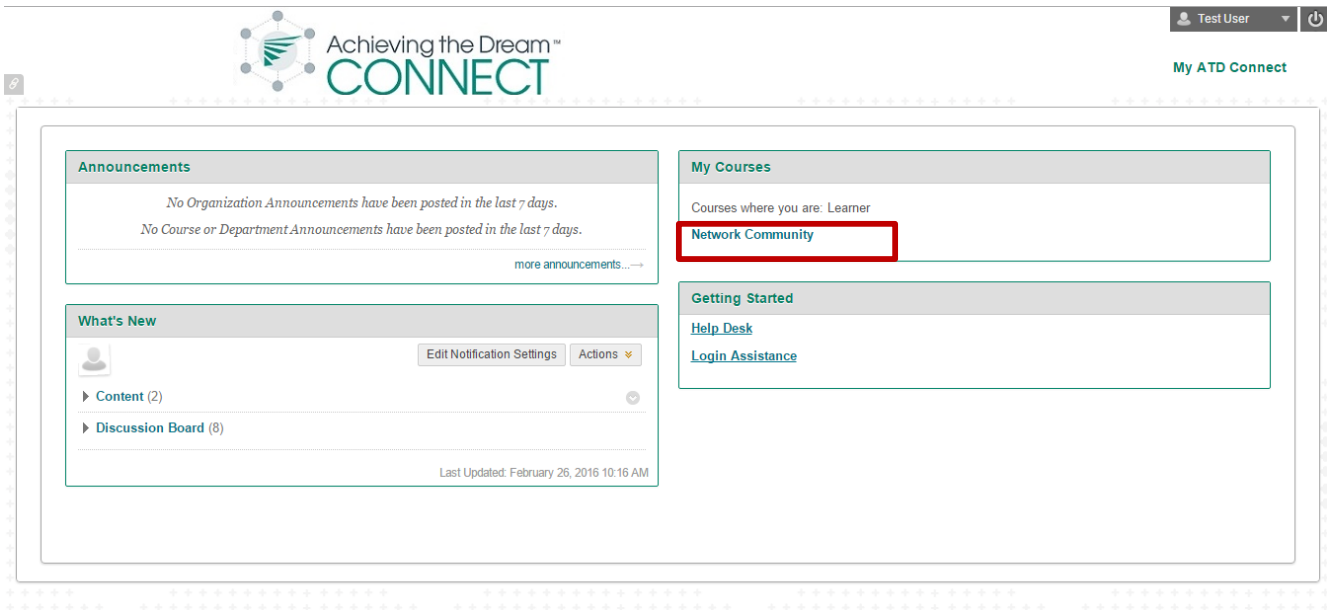 Test User
Achieving the Dream™
CONNECT
My ATD Connect
Announcements
No Organization Announcements have been posted in the last 7 days.
No Course or Department Announcements have been posted in the last 7 days.
more announcements...→
What's New
Edit Notification Settings
Actions
Content (2)
Discussion Board (8)
Last Updated: February 26, 2016 10:16 AM
My Courses
Courses where you are: Learner
Network Community
Getting Started
Help Desk
Login Assistance